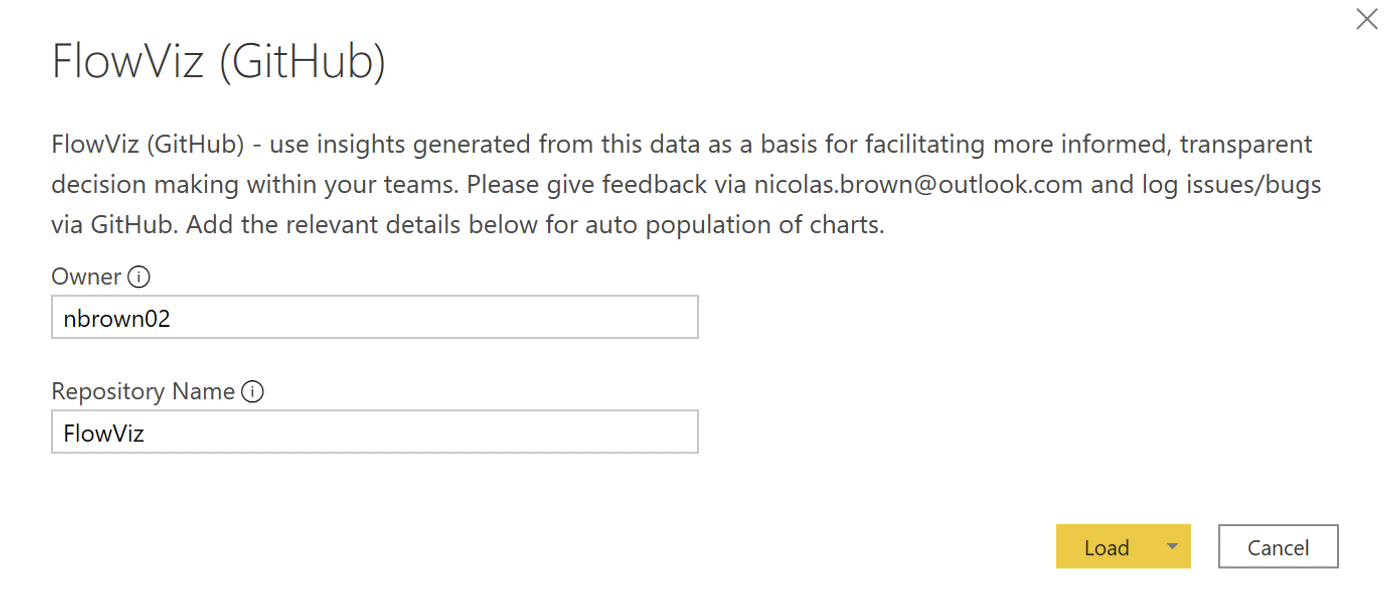 FlowViz (GitHub)
FlowViz (GitHub) - use insights generated from this data as a basis for facilitating more informed, transparent
decision making within your teams. Please give feedback via nicolas.brown@outlook.com and log issues/bugs
via GitHub. Add the relevant details below for auto population of charts.
Owner
nbrown02
Repository Name
FlowViz
Load
Cancel